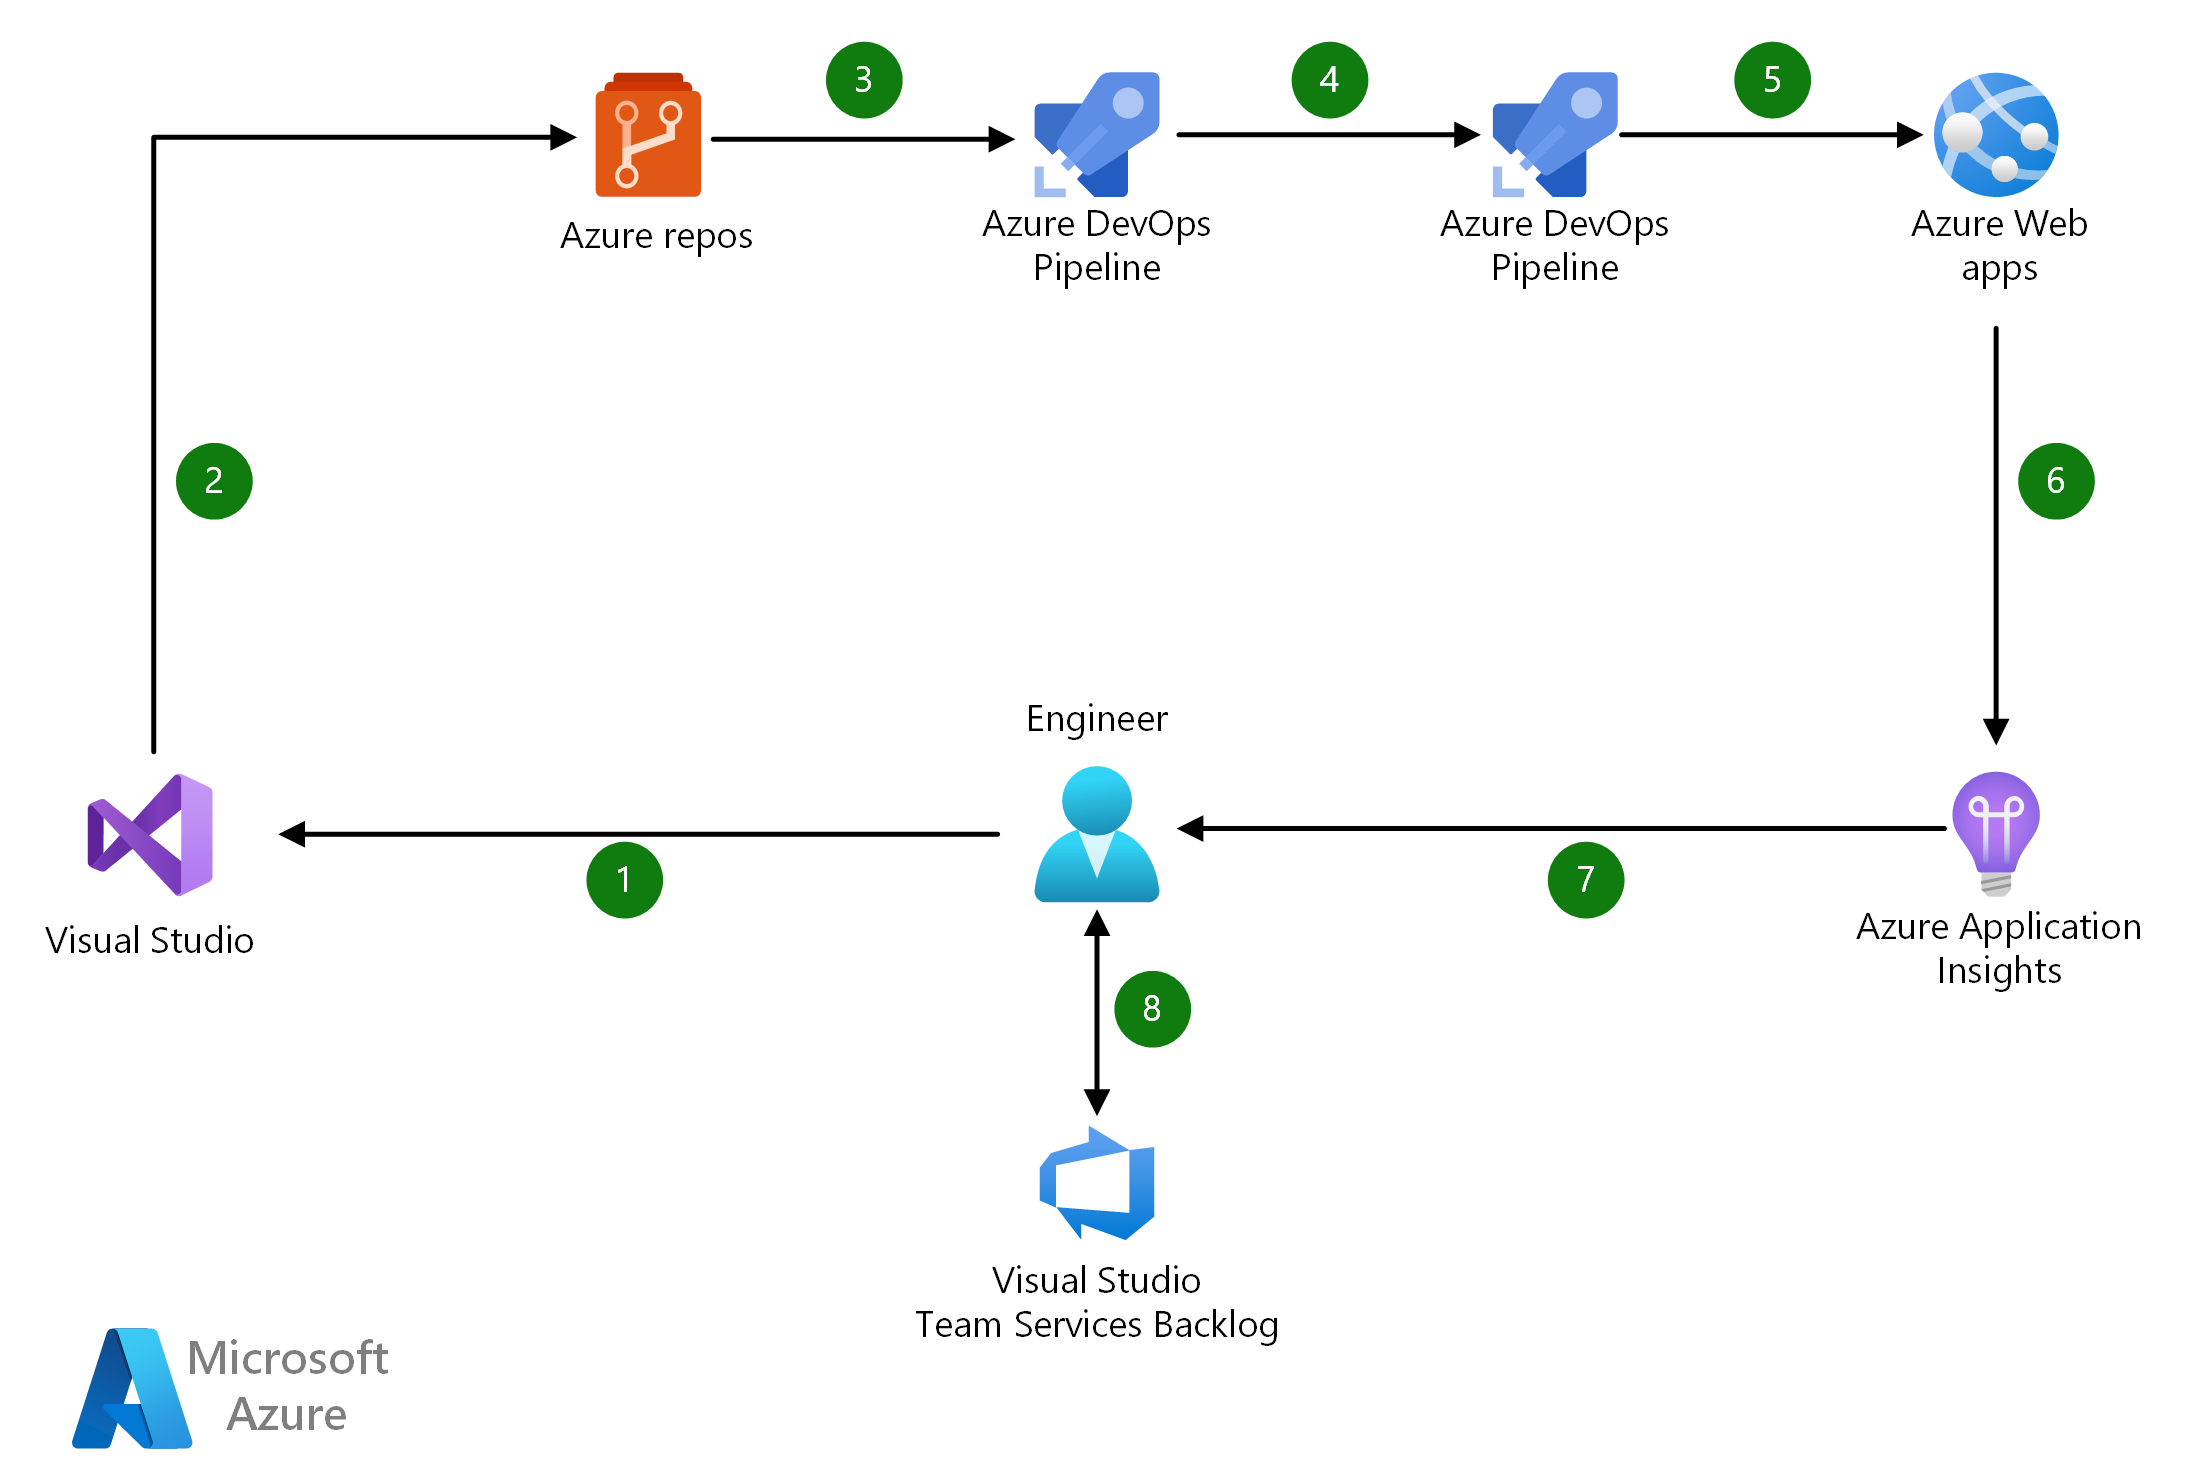 3
4
5
Azure repos
Azure DevOps
Pipeline
Azure DevOps
Pipeline
Azure Web
apps
2
6
Engineer
1
7
Visual Studio
Azure Application
Insights
8
Visual Studio
Team Services Backlog
Microsoft
Azure